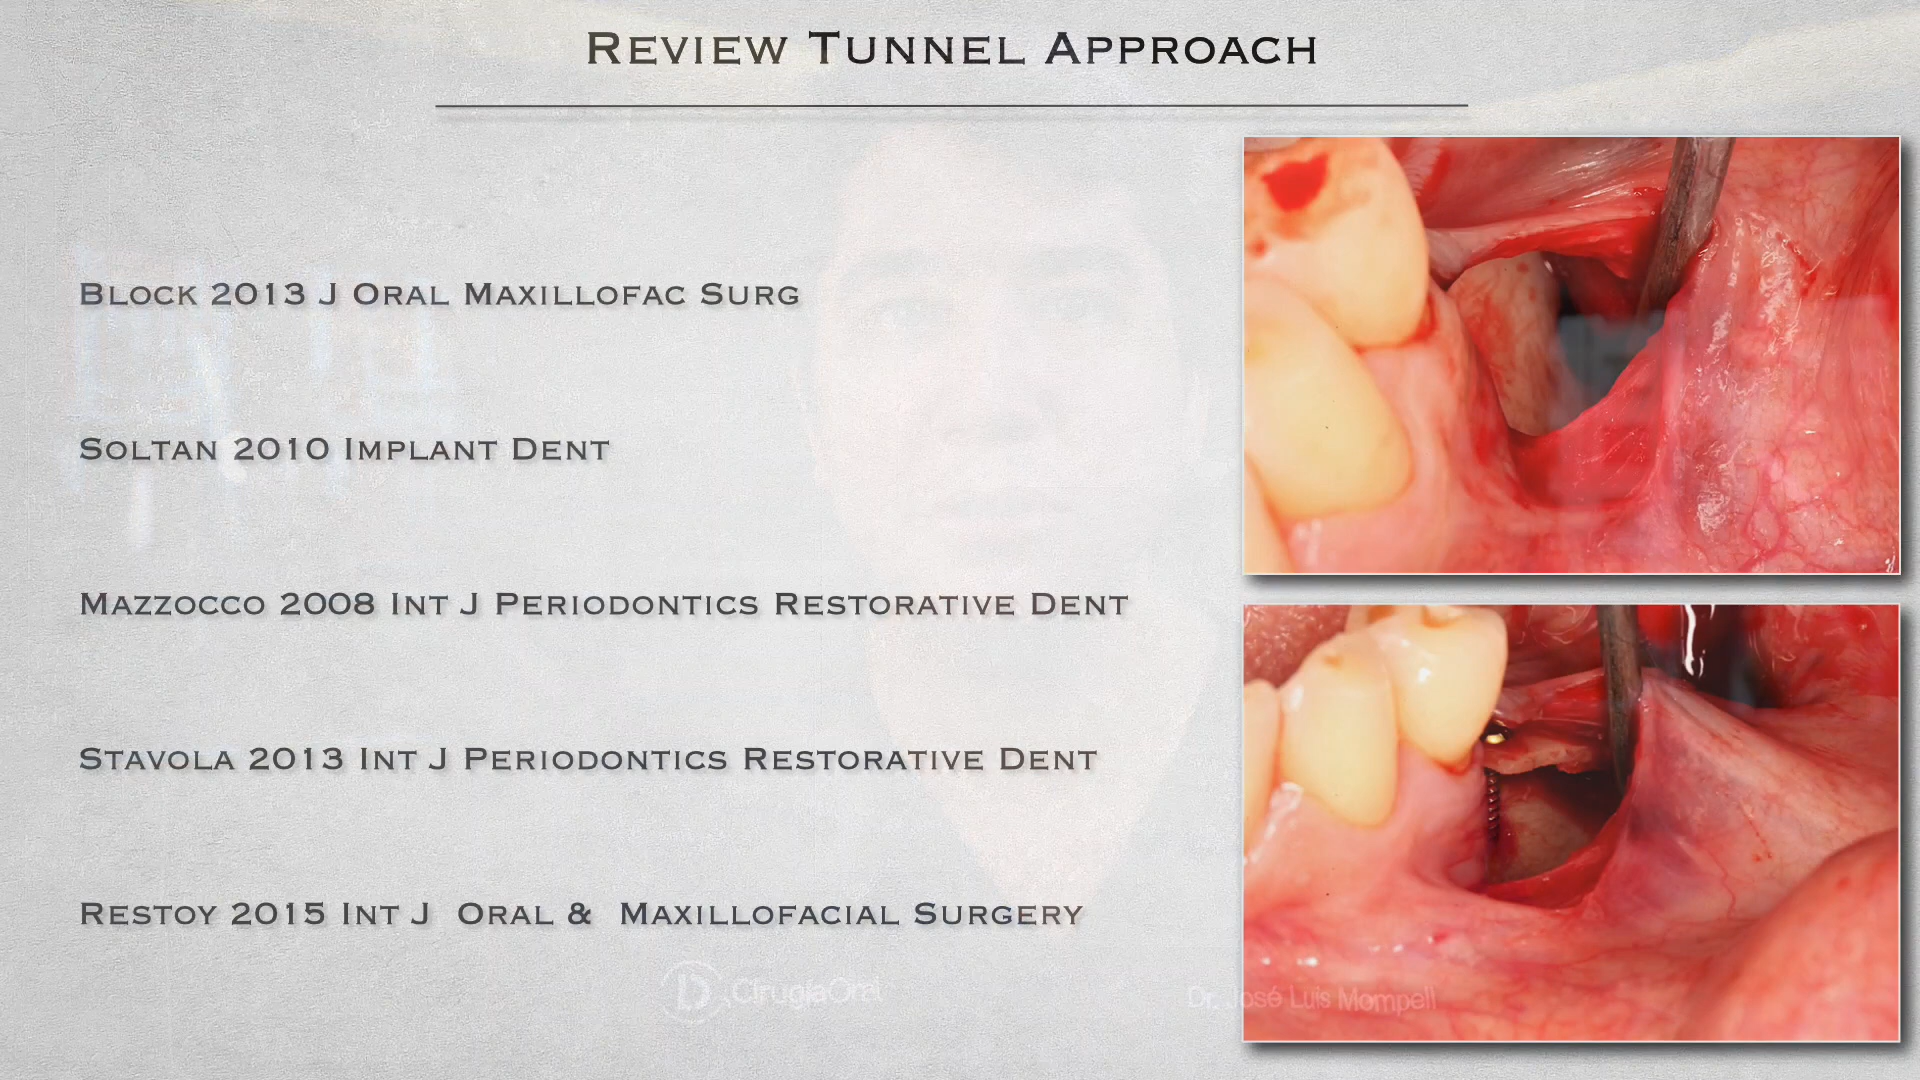 Review Tunnel Approach
Block 2013 J Oral Maxillofac Surg
Soltan 2010 Implant Dent
Mazzocco 2008 Int J Periodontics Restorative Dent
Stavola 2013 Int J Periodontics Restorative Dent
Restoy 2015 Int J Oral & Maxillofacial Surgery
CirugíaOral
Dr. José Luis Mompell